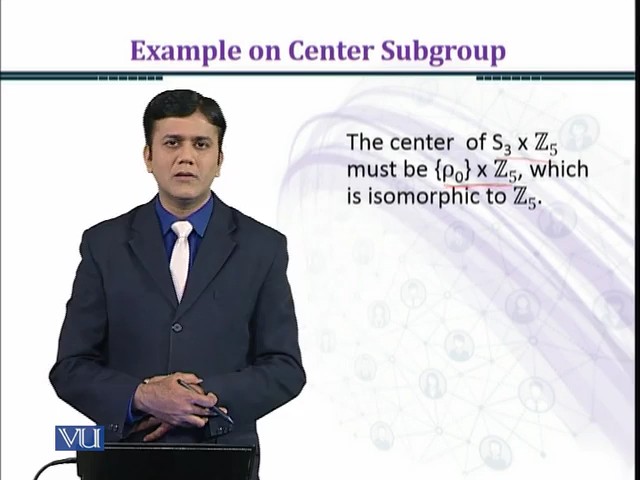 Example on Center Subgroup
The center of S₃ x ℤ₅
must be {ρ₀} x ℤ₅, which
is isomorphic to ℤ₅.
VU